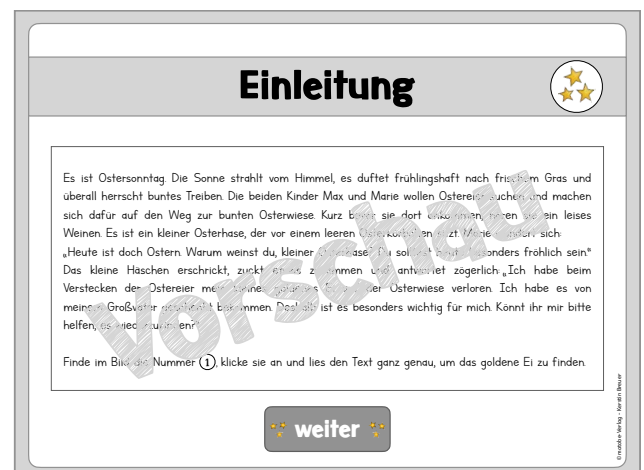 Einleitung
Es ist Ostersonntag. Die Sonne strahlt vom Himmel, es duftet frühlingshaft nach frischem Gras und
überall herrscht buntes Treiben. Die beiden Kinder Max und Marie wollen Ostereier suchen und machen
sich dafür auf den Weg zur bunten Osterwiese. Kurz bevor sie dort ankommen, hören sie ein leises
Weinen. Es ist ein kleiner Osterhase, der vor einem leeren Osterkörbchen sitzt. Marie wundert sich:
„Heute ist doch Ostern. Warum weinst du, kleiner Osterhase? Du solltest heute besonders fröhlich sein."
Das kleine Häschen erschrickt, zuckt etwas zusammen und antwortet zögerlich: „Ich habe beim
Verstecken der Ostereier mein kleines goldenes Ei auf der Osterwiese verloren. Ich habe es von
meinem Großvater geschenkt bekommen. Deshalb ist es besonders wichtig für mich. Könnt ihr mir bitte
helfen, es wiederzufinden?"
Finde im Bild die Nummer 1, klicke sie an und lies den Text ganz genau, um das goldene Ei zu finden.
Vorschau
weiter
©matobe-Verlag - Kerstin Breuer